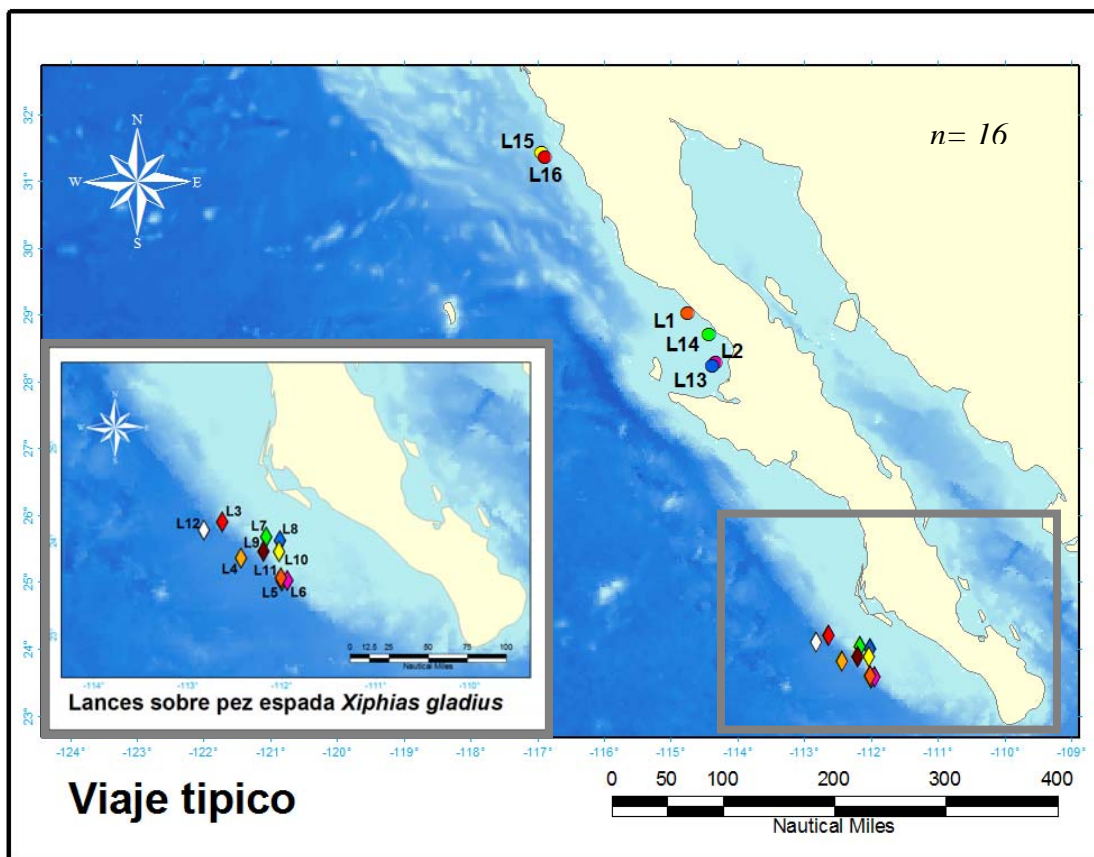 n= 16
N
W E
S
L15
L16
L1
L14
L2
L13
32°
31°
30°
29°
28°
27°
26°
25°
24°
23°
-124° -123° -122° -121° -120° -119° -118° -117° -116° -115° -114° -113° -112° -111° -110° -109°
N
W E
S
L3
L12
L7
L8
L9
L10
L4
L11
L5 L6
24°
23°
0 12.5 25 50 75 100
Nautical Miles
-114° -113° -112° -111° -110°
Lances sobre pez espada Xiphias gladius
Viaje tipico
0 50 100 200 300 400
Nautical Miles